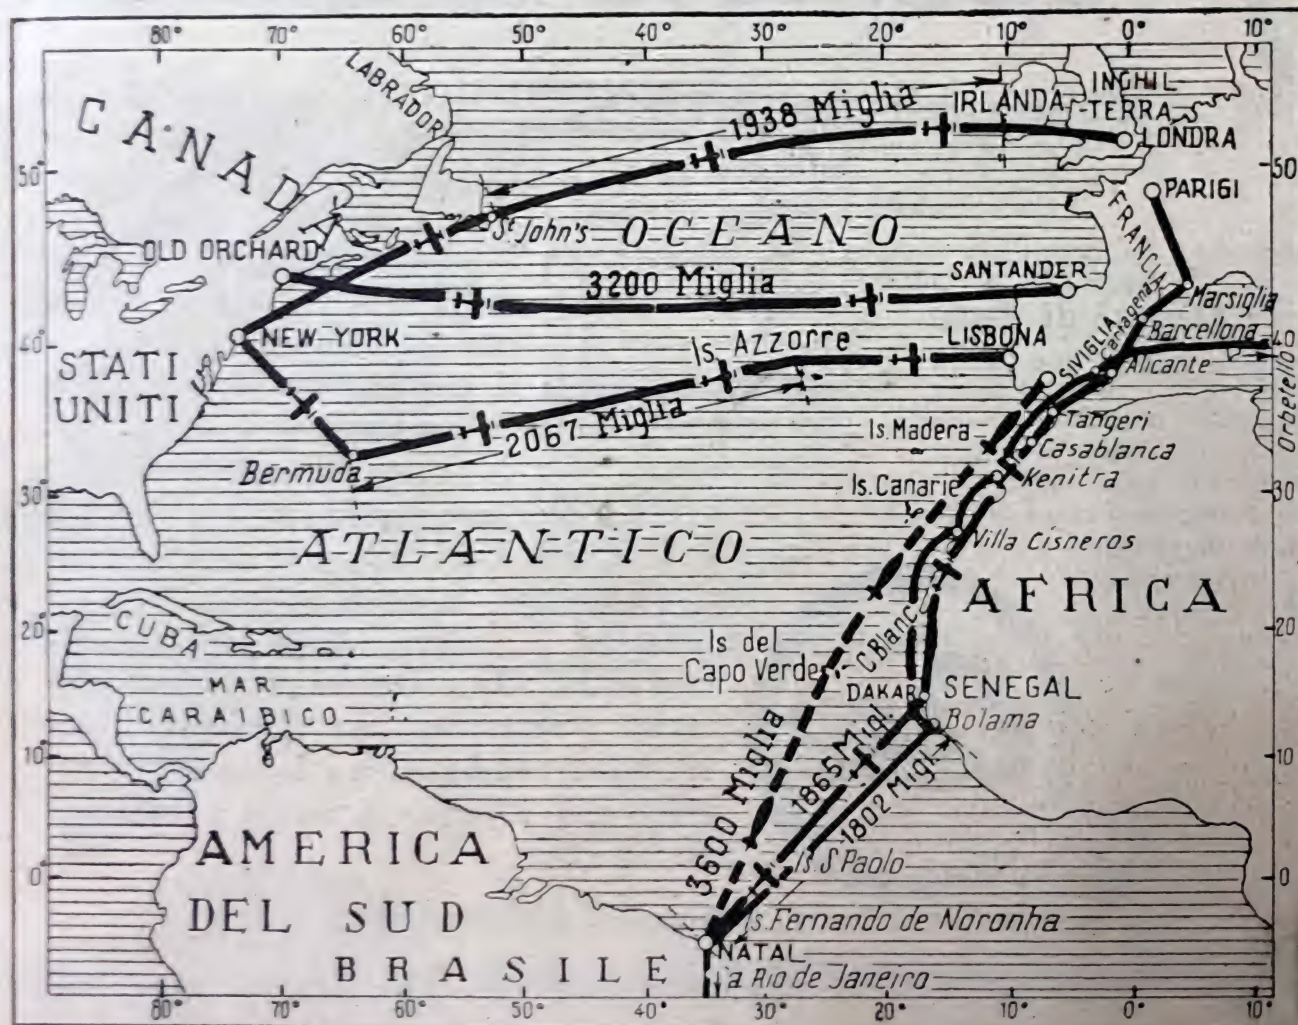 80° 70° 60° 50° 40° 30° 20° 10° 0° 10°
LABRADOR
CANAD
1938 Miglia
IRLANDA
INGHIL-
-TERRA
LONDRA
50°
50
PARIGI
FRANCIA
St John's
OCEANO
OLD ORCHARD
SANTANDER
3200 Miglia
Marsiglia
NEW-YORK
Is. Azzorre
LISBONA
SIVIGLIA
Cartagena
Barcellona
40°
40
STATI
UNITI
Alicante
Orbetello
2067 Miglia
Is. Madera
Tangeri
Casablanca
Bermuda
Is. Canarie
Kenitra
30°
30
ATLANTICO
Villa Cisneros
AFRICA
CUBA
C. Blanc
20°
20
Is. del
Capo Verde
MAR
CARAIBICO
DAKAR
SENEGAL
Bolama
10°
10
3600 Miglia
1865 Migl.
1802 Migl.
AMERICA
DEL SUD
Is. S Paolo
0°
0
Is. Fernando de Noronha
NATAL
BRASILE
a Rio de Janeiro
80° 70° 60° 50° 40° 30° 20° 10° 0° 10°